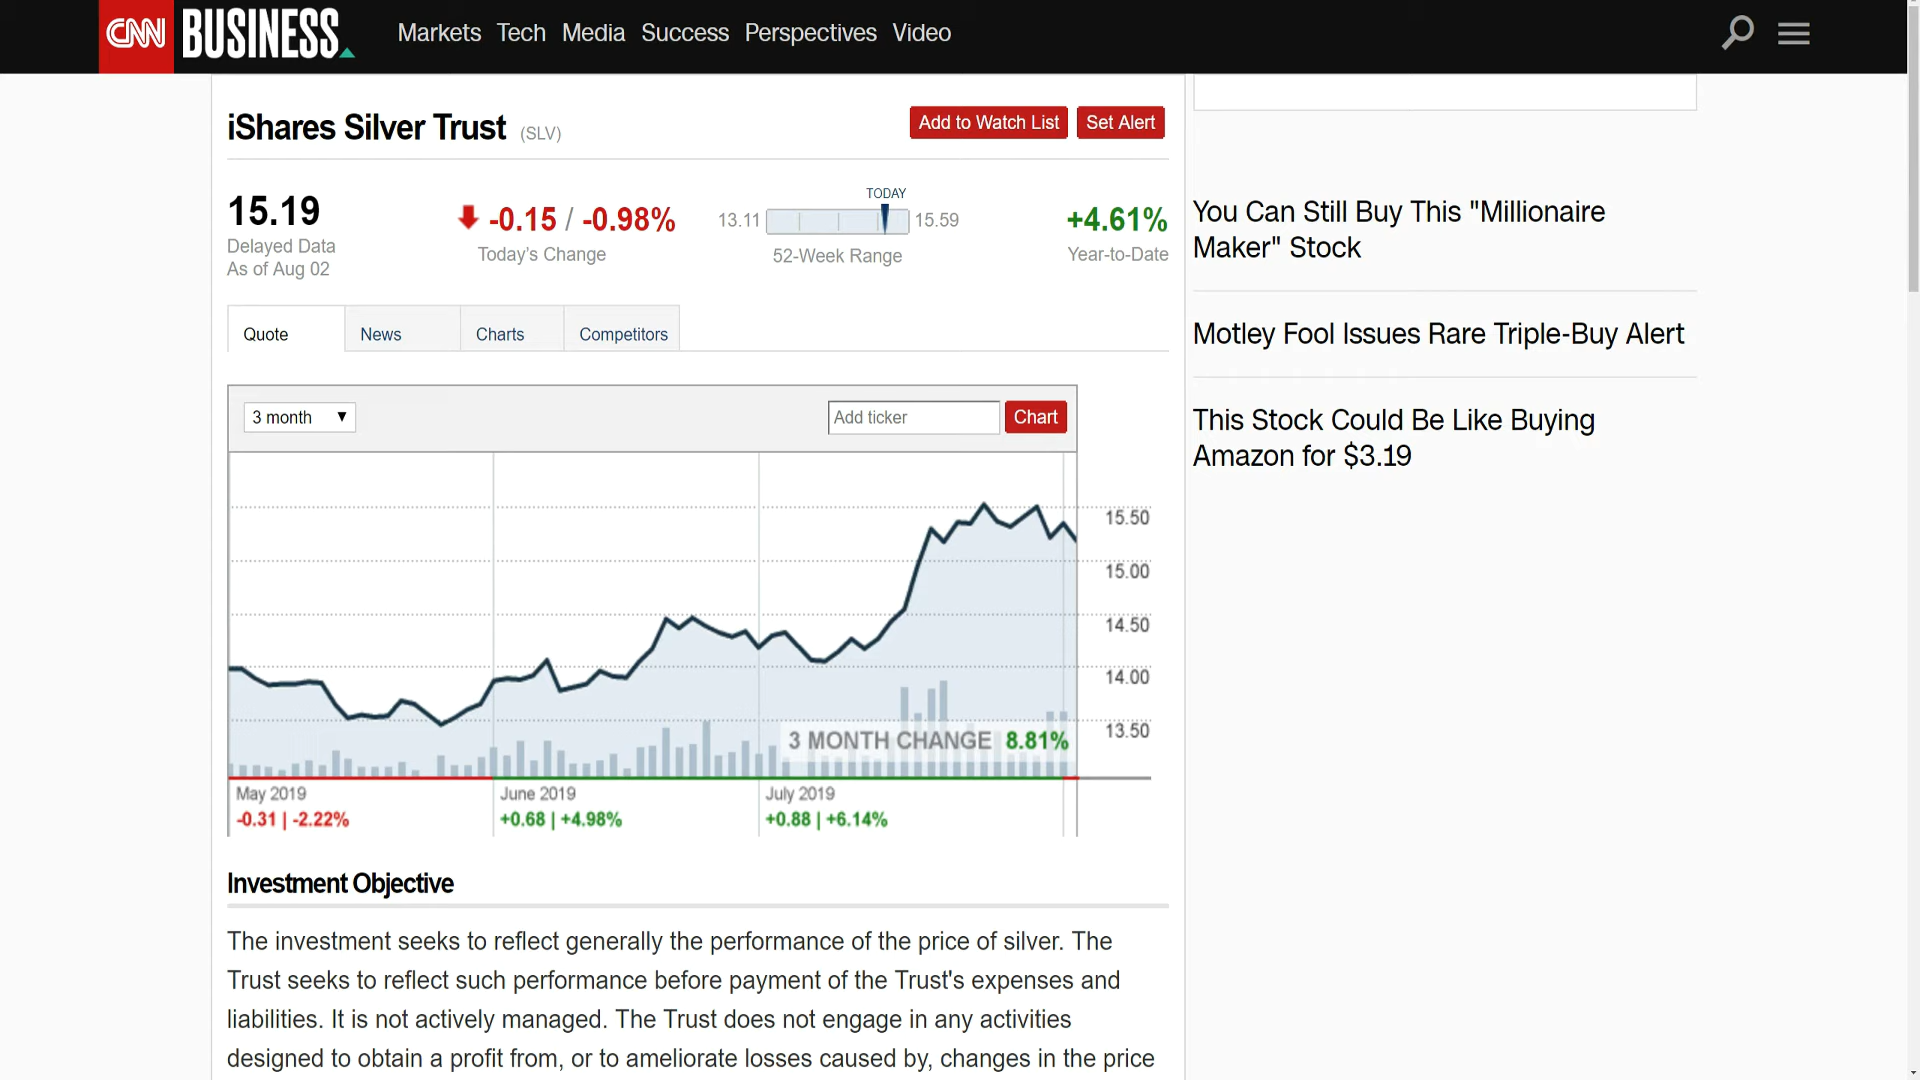 CNN BUSINESS
Markets Tech Media Success Perspectives Video
iShares Silver Trust (SLV)
Add to Watch List
Set Alert
15.19
Delayed Data
As of Aug 02
-0.15 / -0.98%
Today's Change
TODAY
13.11
15.59
52-Week Range
+4.61%
Year-to-Date
Quote
News
Charts
Competitors
3 month
Add ticker
Chart
15.50
15.00
14.50
14.00
13.50
3 MONTH CHANGE 8.81%
May 2019
-0.31 | -2.22%
June 2019
+0.68 | +4.98%
July 2019
+0.88 | +6.14%
Investment Objective
The investment seeks to reflect generally the performance of the price of silver. The
Trust seeks to reflect such performance before payment of the Trust's expenses and
liabilities. It is not actively managed. The Trust does not engage in any activities
designed to obtain a profit from, or to ameliorate losses caused by, changes in the price
You Can Still Buy This "Millionaire
Maker" Stock
Motley Fool Issues Rare Triple-Buy Alert
This Stock Could Be Like Buying
Amazon for $3.19